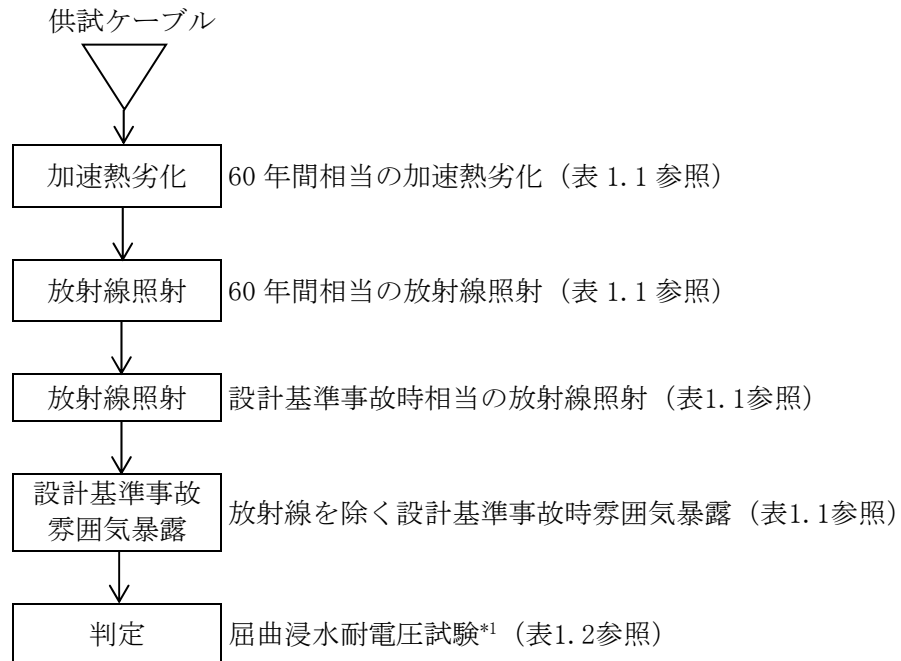 供試ケーブル
加速熱劣化
60 年間相当の加速熱劣化（表 1.1 参照）
放射線照射
60 年間相当の放射線照射（表 1.1 参照）
放射線照射
設計基準事故時相当の放射線照射（表1.1参照）
設計基準事故
雰囲気暴露
放射線を除く設計基準事故時雰囲気暴露（表1.1参照）
判定
屈曲浸水耐電圧試験*1（表1.2参照）